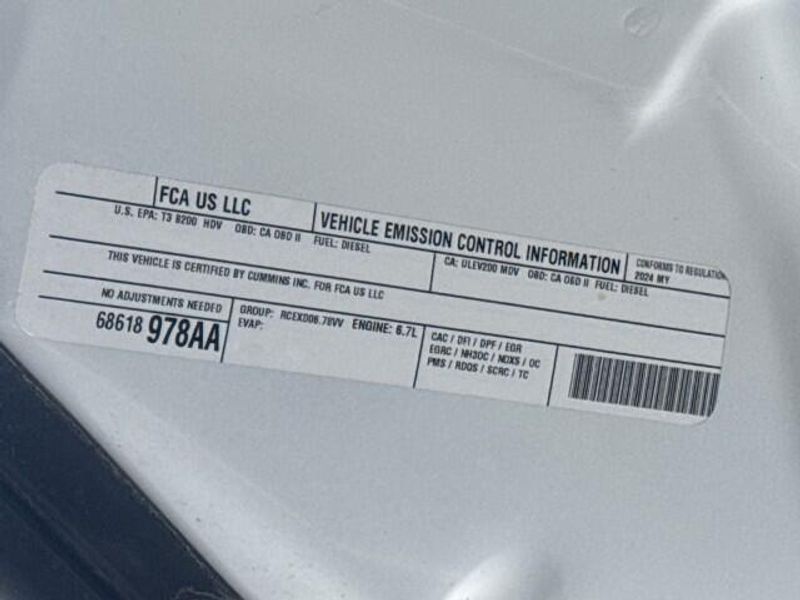 FCA US LLC
VEHICLE EMISSION CONTROL INFORMATION
CONFORMS TO REGULATION
2024 MY
U.S. EPA: T3 B200 HDV OBD: CA OBD II FUEL: DIESEL
CA: ULEV200 MDV OBD: CA OBD II FUEL: DIESEL
THIS VEHICLE IS CERTIFIED BY CUMMINS INC. FOR FCA US LLC
NO ADJUSTMENTS NEEDED
68618 978AA
GROUP: RCEXD06.78VV ENGINE: 6.7L
EVAP:
CAC / DFI / DPF / EGR
EGRC / NH3OC / NOXS / OC
PMS / RDQS / SCRC / TC